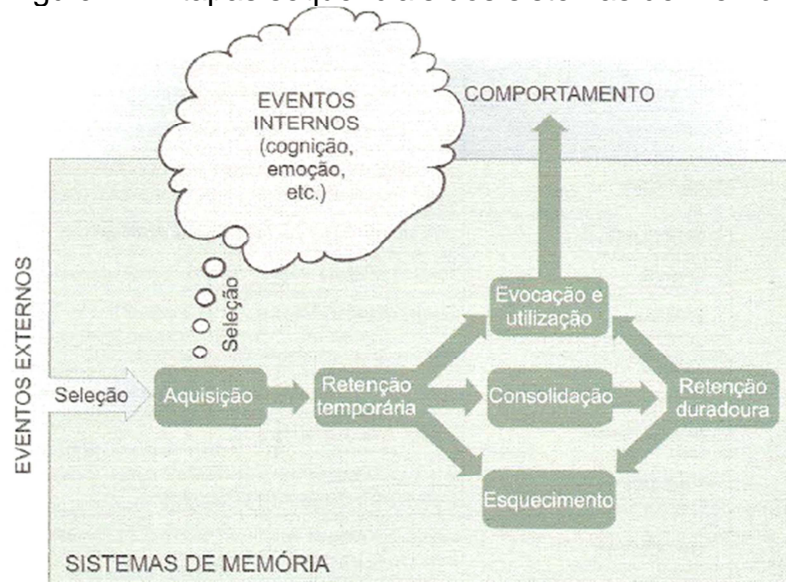 EVENTOS
INTERNOS
(cognição,
emoção,
etc.)
COMPORTAMENTO
EVENTOS EXTERNOS
Seleção
Seleção
Aquisição
Retenção
temporária
Evocação e
utilização
Consolidação
Esquecimento
Retenção
duradoura
SISTEMAS DE MEMÓRIA